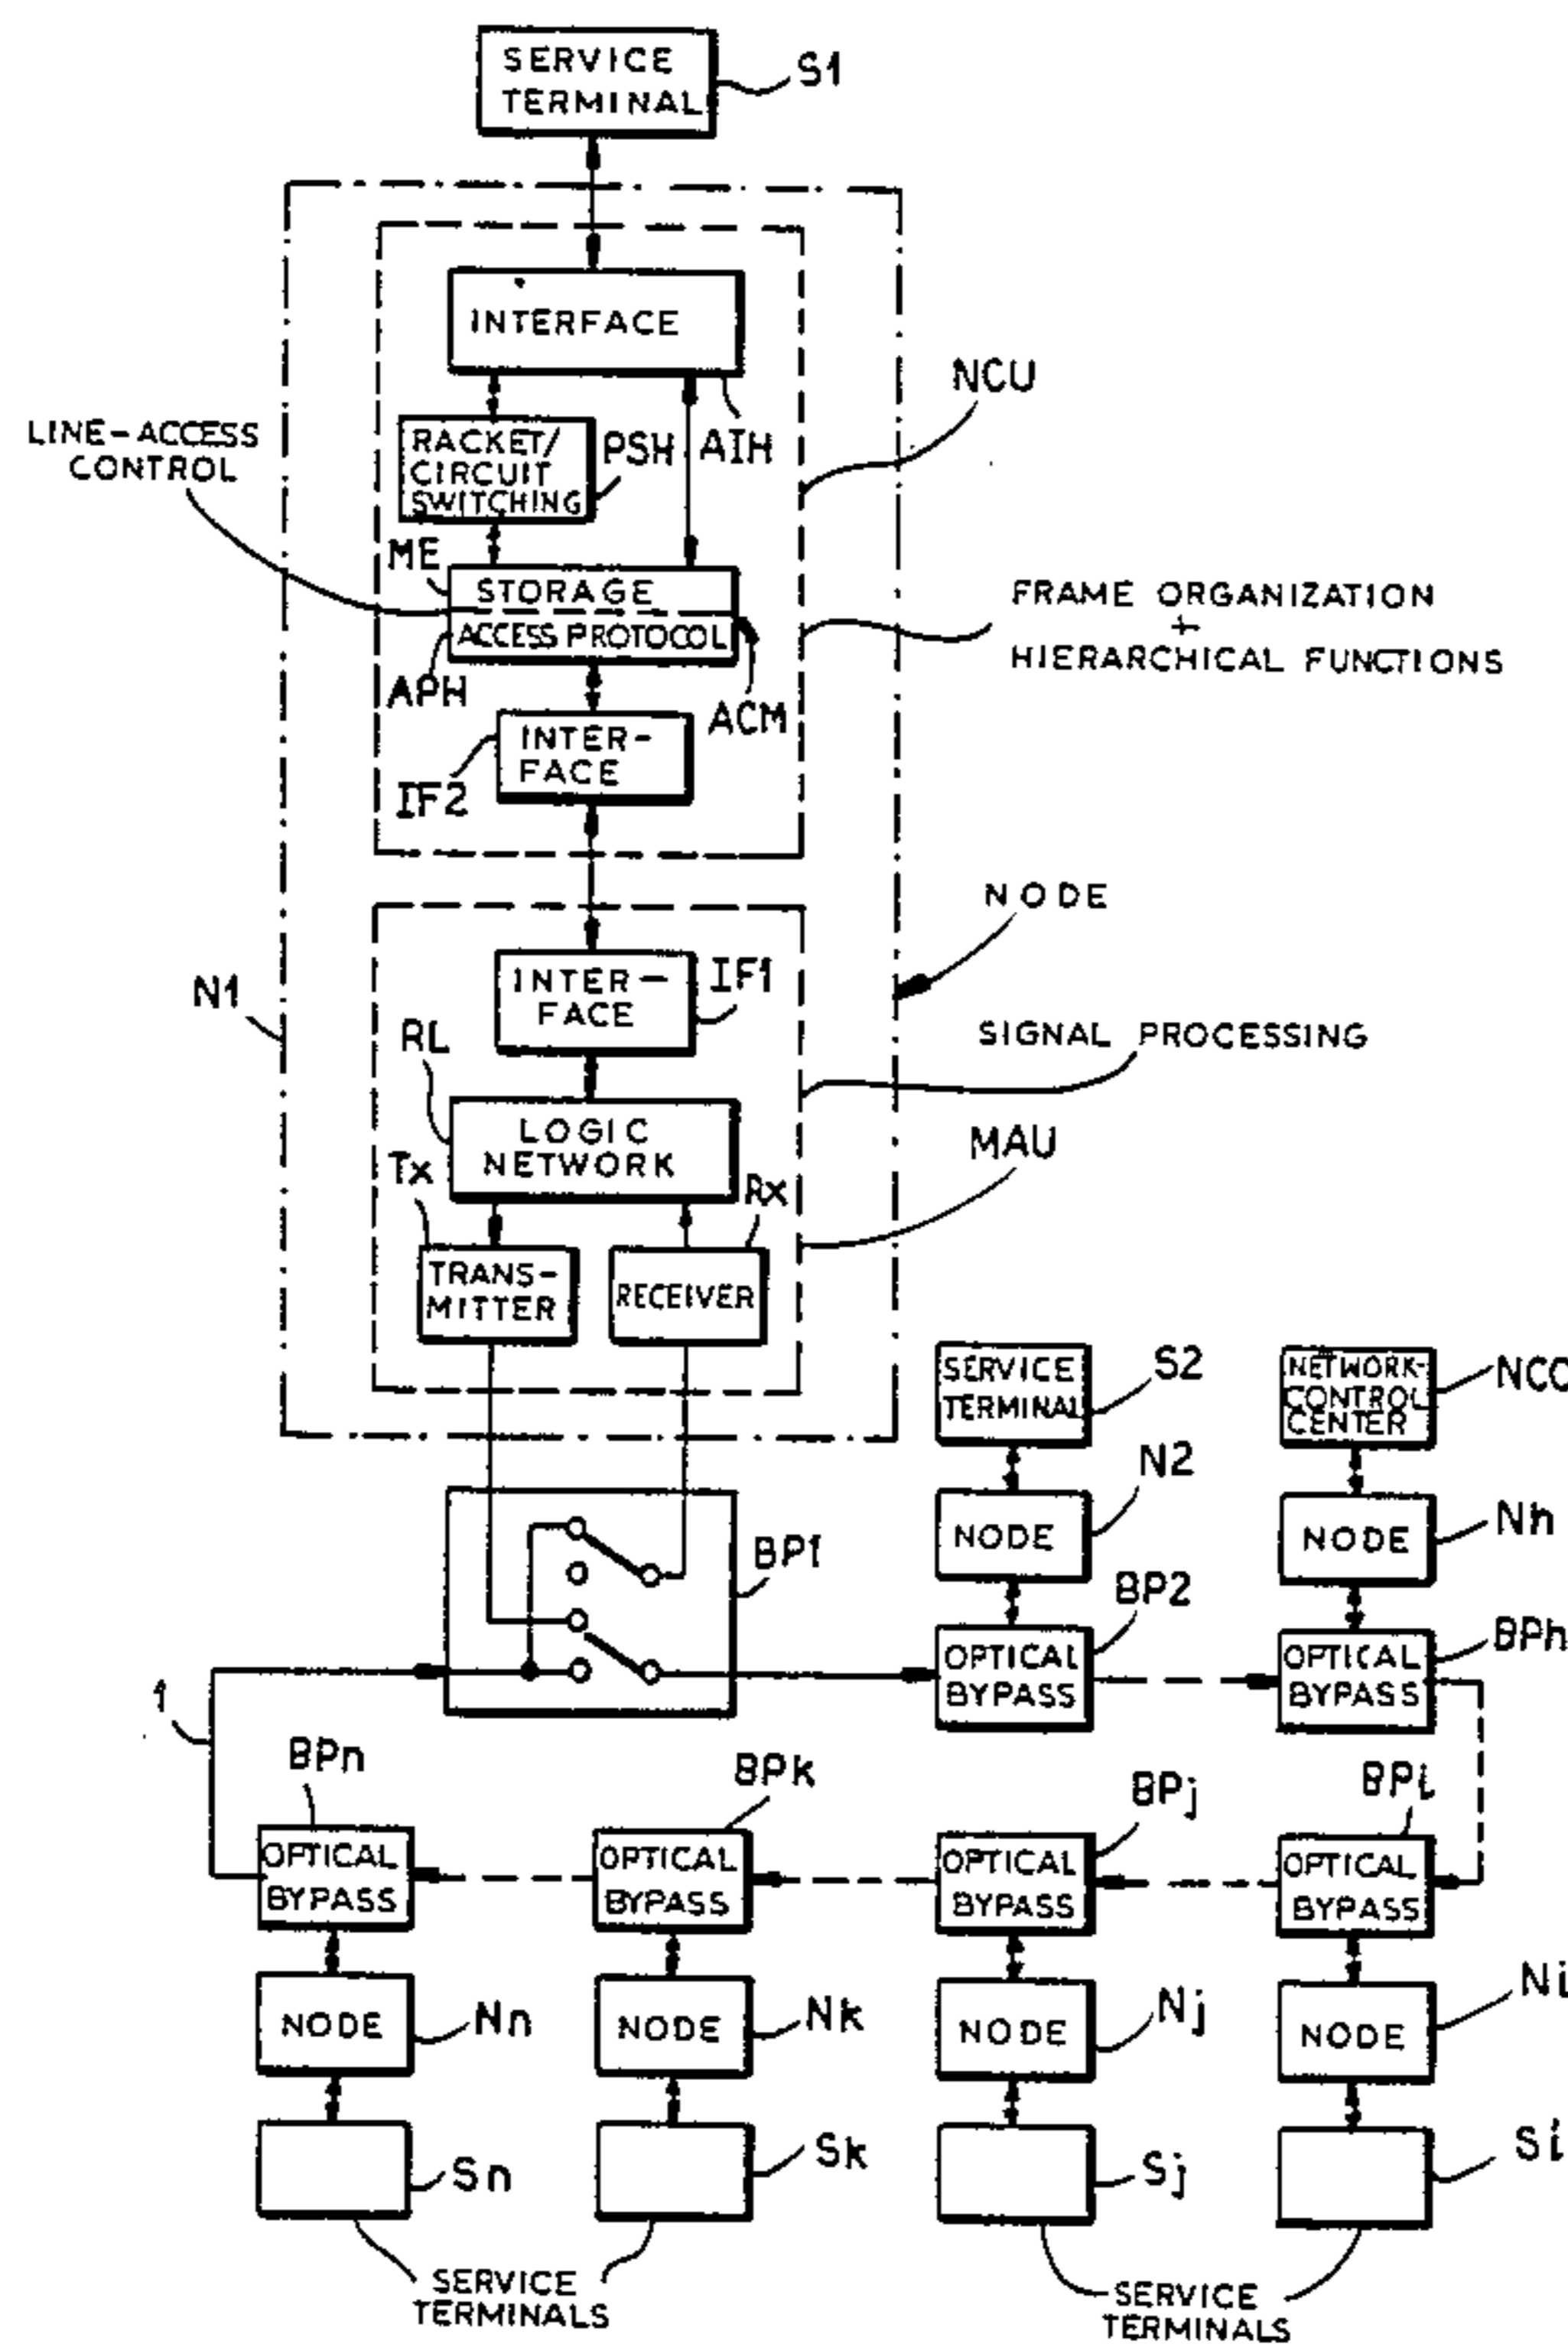 SERVICE
TERMINAL
S1
INTERFACE
NCU
LINE-ACCESS
CONTROL
RACKET/
CIRCUIT
SWITCHING
PSH
AIH
ME
STORAGE
ACCESS PROTOCOL
FRAME ORGANIZATION
+
HIERARCHICAL FUNCTIONS
APH
ACM
INTER-
FACE
IF2
NODE
INTER-
FACE
IF1
N1
RL
SIGNAL PROCESSING
LOGIC
NETWORK
MAU
Tx
Rx
TRANS-
MITTER
RECEIVER
SERVICE
TERMINAL
S2
NETWORK-
CONTROL
CENTER
N2
NODE
NODE
Nh
BP1
BP2
OPTICAL
BYPASS
OPTICAL
BYPASS
BPh
1
BPn
BPk
BPj
BPi
OPTICAL
BYPASS
OPTICAL
BYPASS
OPTICAL
BYPASS
OPTICAL
BYPASS
NODE
Nn
NODE
Nk
NODE
Nj
NODE
Ni
Sn
Sk
Sj
Si
SERVICE
TERMINALS
SERVICE
TERMINALS